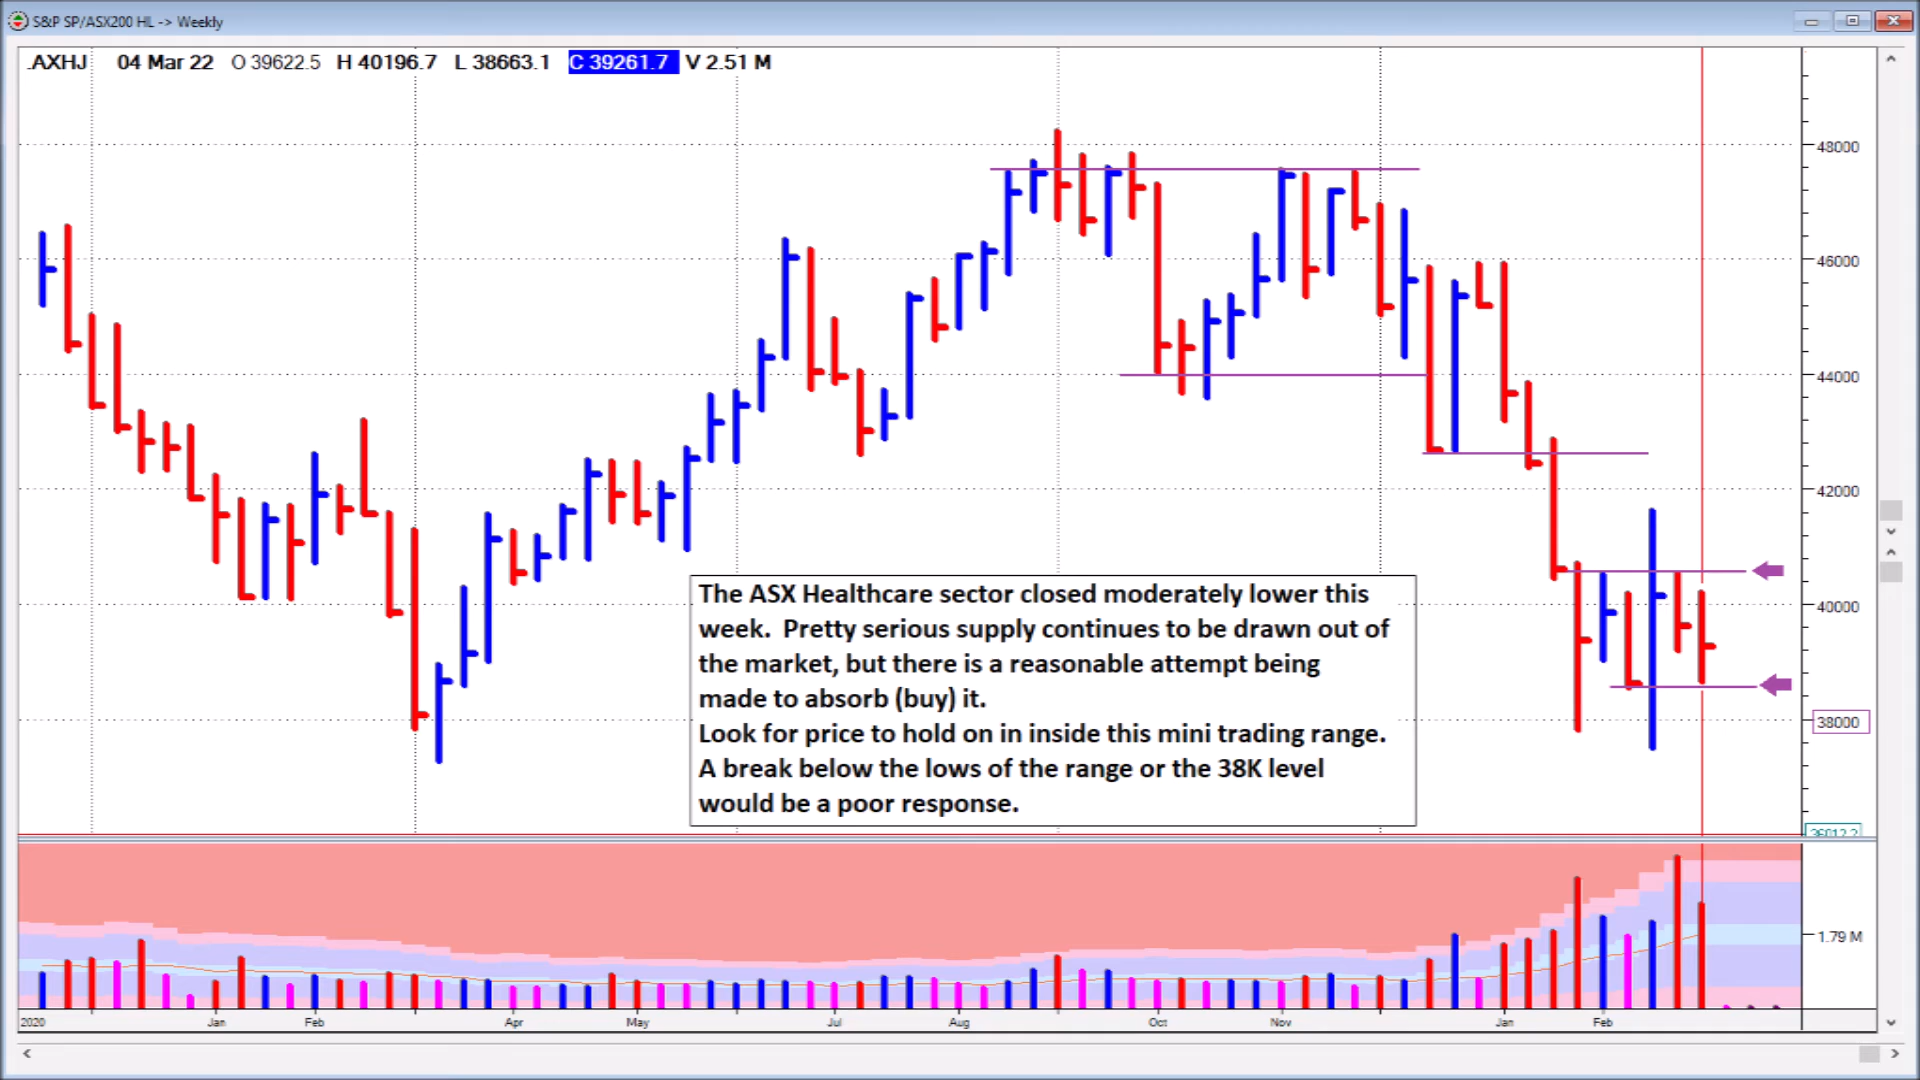 S&P SP/ASX200 HL -> Weekly
.AXHJ 04 Mar 22 O 39622.5 H 40196.7 L 38663.1 C 39261.7 V 2.51 M
48000
46000
44000
42000
40000
38000
36012.2
The ASX Healthcare sector closed moderately lower this
week. Pretty serious supply continues to be drawn out of
the market, but there is a reasonable attempt being
made to absorb (buy) it.
Look for price to hold on in inside this mini trading range.
A break below the lows of the range or the 38K level
would be a poor response.
1.79 M
2020 Jan Feb Apr May Jul Aug Oct Nov Jan Feb